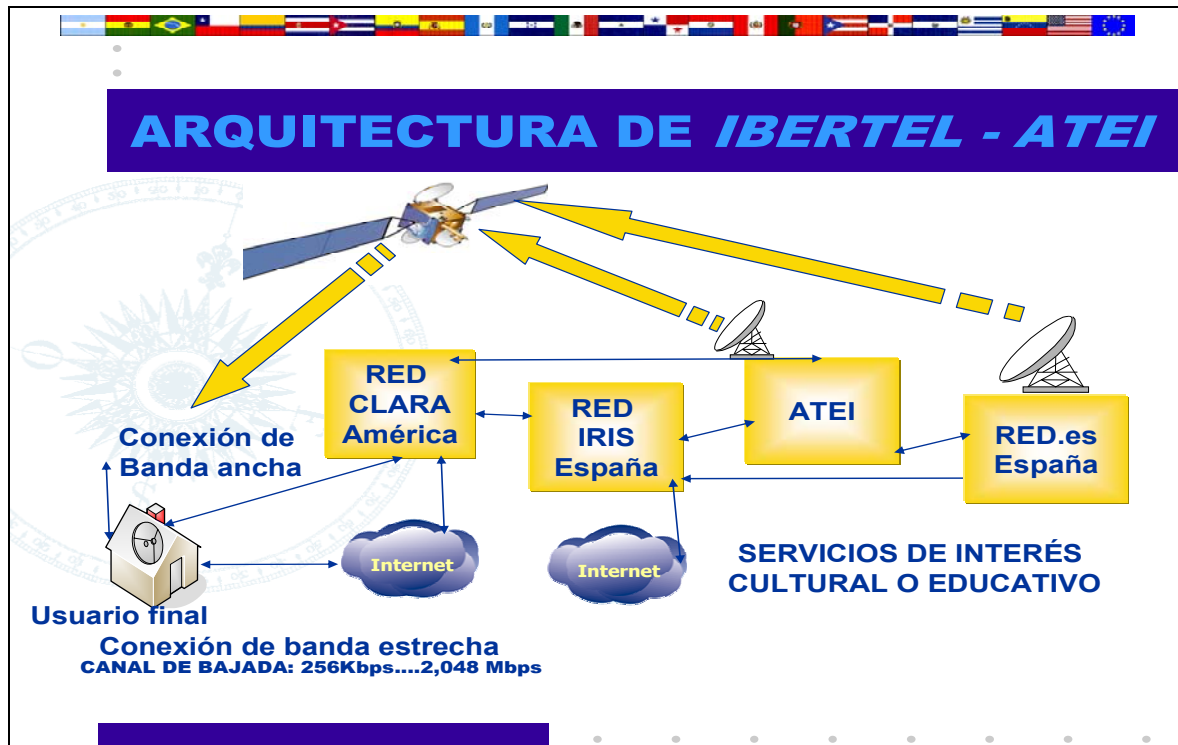 ARQUITECTURA DE IBERTEL - ATEI
RED
CLARA
América
RED
IRIS
España
ATEI
RED.es
España
Conexión de
Banda ancha
Internet
Internet
SERVICIOS DE INTERÉS
CULTURAL O EDUCATIVO
Usuario final
Conexión de banda estrecha
CANAL DE BAJADA: 256Kbps....2,048 Mbps